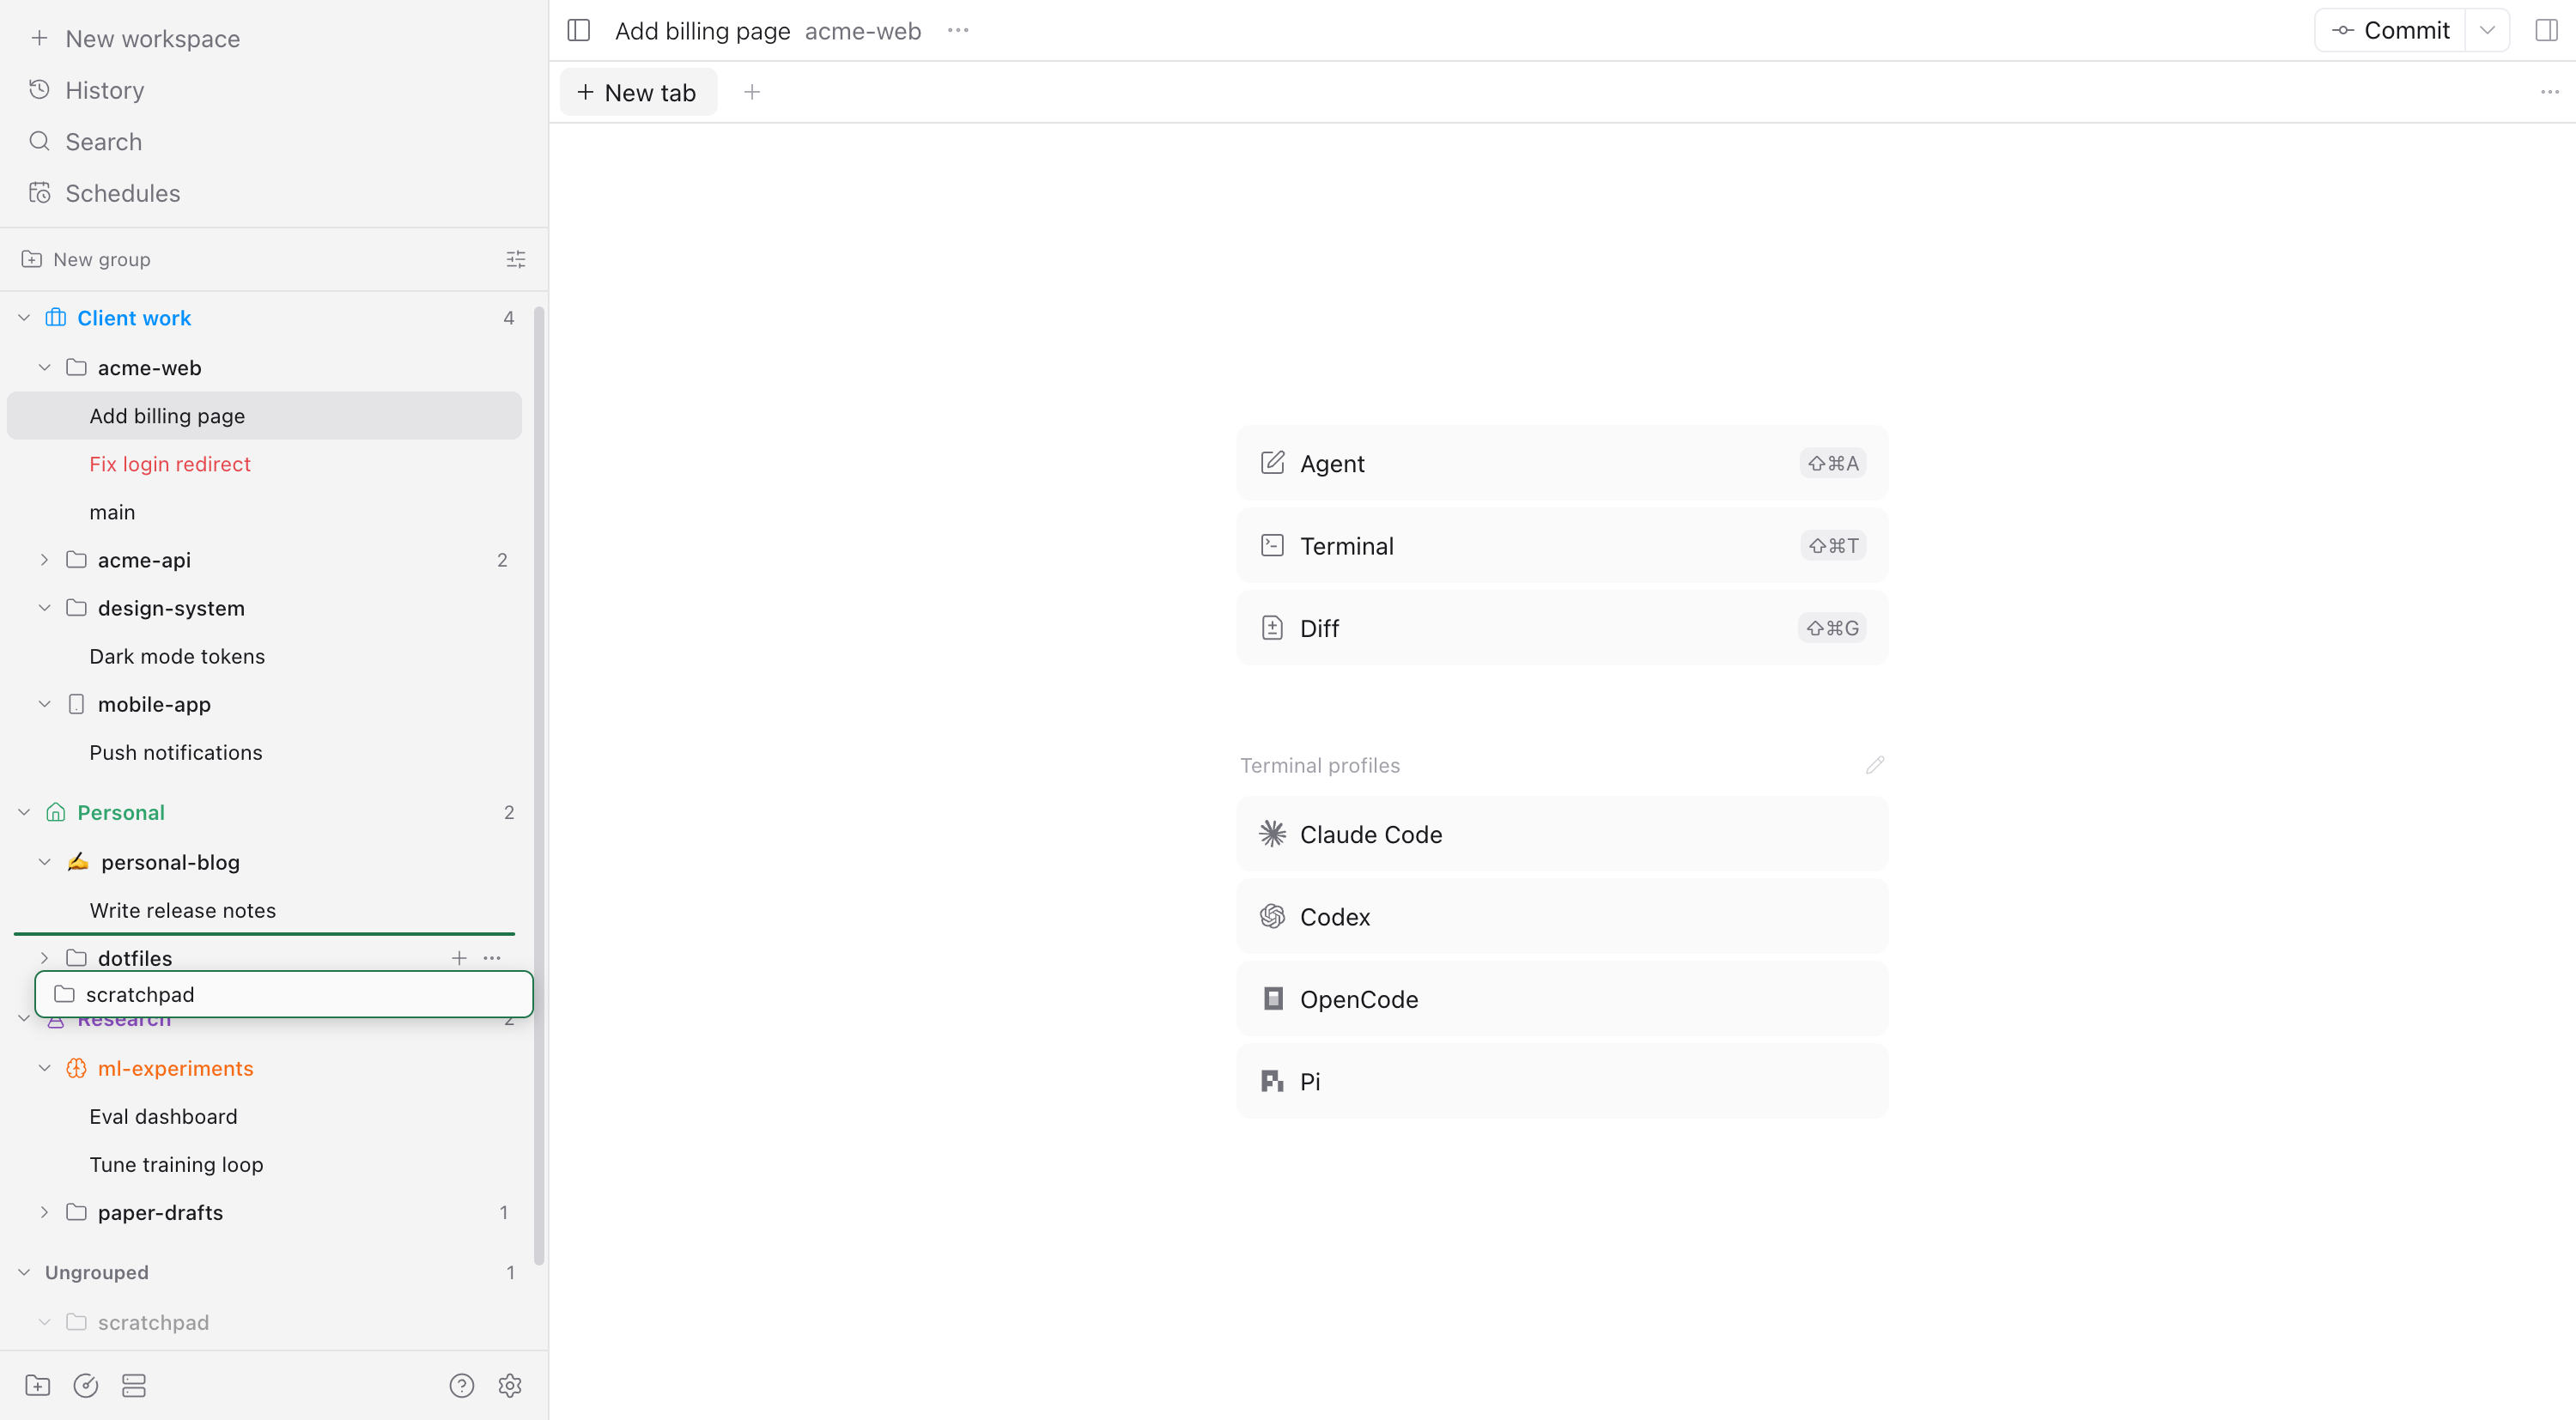 New workspace
History
Search
Schedules
New group
Client work 4
acme-web
Add billing page
Fix login redirect
main
acme-api 2
design-system
Dark mode tokens
mobile-app
Push notifications
Personal 2
personal-blog
Write release notes
dotfiles
scratchpad
Research 2
ml-experiments
Eval dashboard
Tune training loop
paper-drafts 1
Ungrouped 1
scratchpad
Add billing page acme-web
Commit
New tab
Agent ⇧⌘A
Terminal ⇧⌘T
Diff ⇧⌘G
Terminal profiles
Claude Code
Codex
OpenCode
Pi